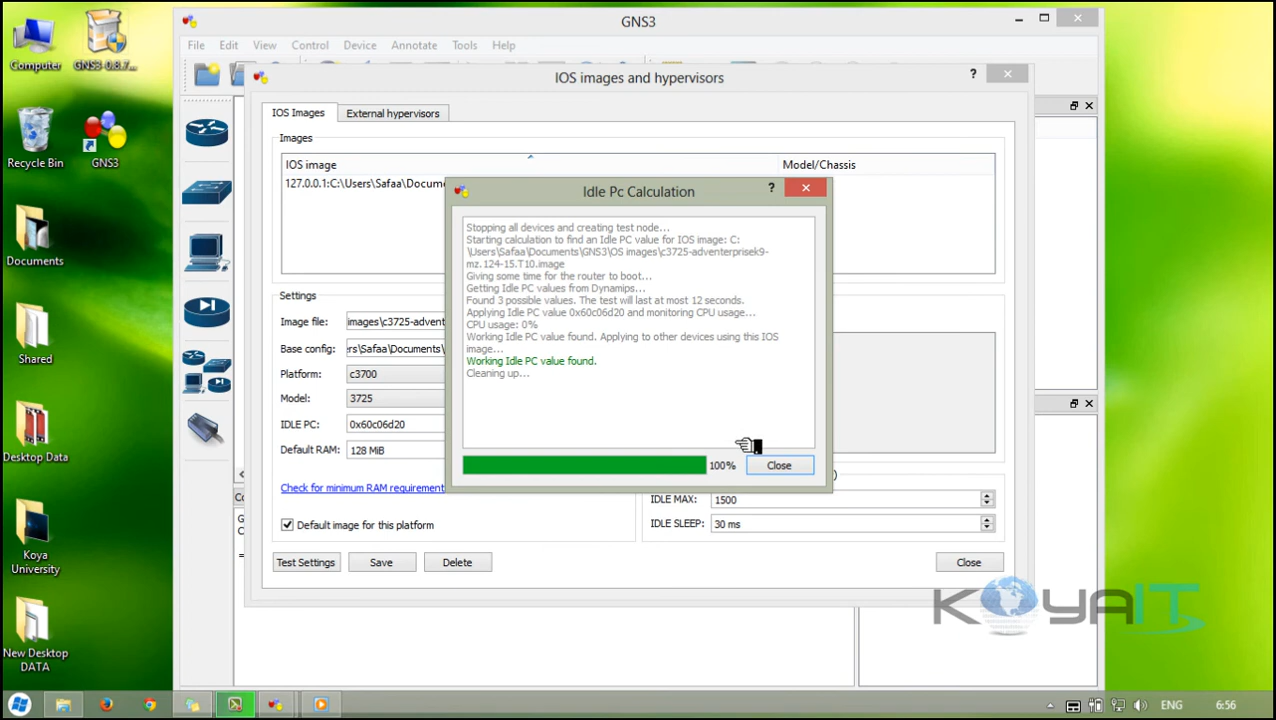 GNS3
File Edit View Control Device Annotate Tools Help
IOS images and hypervisors
?
IOS Images External hypervisors
Images
IOS image Model/Chassis
127.0.0.1:C:\Users\Safaa\Docume
Idle Pc Calculation
?
Stopping all devices and creating test node...
Starting calculation to find an Idle PC value for IOS image: C:
\Users\Safaa\Documents\GNS3\OS images\c3725-adventerprisek9-
mz.124-15.T10.image
Giving some time for the router to boot...
Getting Idle PC values from Dynamips...
Found 3 possible values. The test will last at most 12 seconds.
Applying Idle PC value 0x60c06d20 and monitoring CPU usage...
CPU usage: 0%
Working Idle PC value found. Applying to other devices using this IOS
image...
Working Idle PC value found.
Cleaning up...
100% Close
Settings
Image file: images\c3725-advent
Base config: ers\Safaa\Documents\
Platform: c3700
Model: 3725
IDLE PC: 0x60c06d20
Default RAM: 128 MiB
Check for minimum RAM requirement
Default image for this platform
IDLE MAX: 1500
IDLE SLEEP: 30 ms
Test Settings Save Delete Close
Computer
GNS3-0.8.7...
Recycle Bin
GNS3
Documents
Shared
Desktop Data
Koya
University
New Desktop
DATA
KOYAIT
ENG 6:56